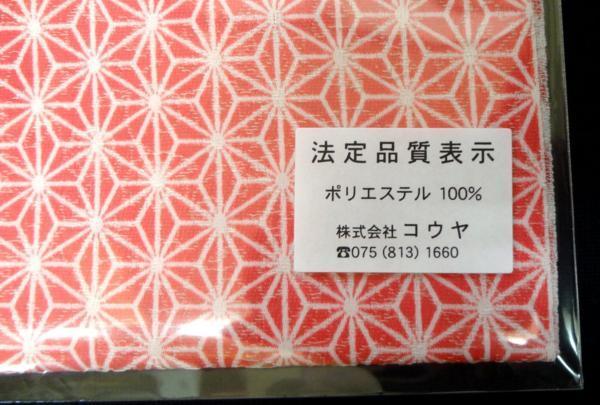 法定品質表示
ポリエステル 100%
株式会社 コウヤ
☎075 (813) 1660